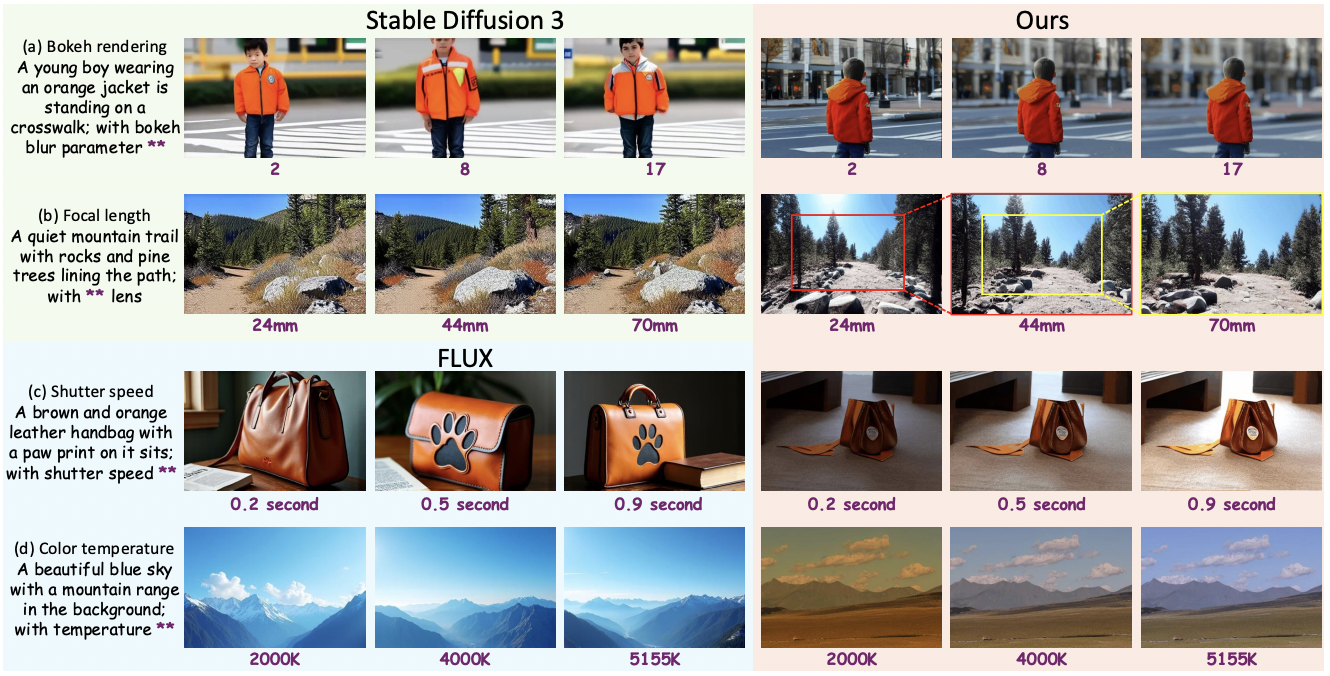 Stable Diffusion 3
Ours
(a) Bokeh rendering
A young boy wearing
an orange jacket is
standing on a
crosswalk; with bokeh
blur parameter **
2
8
17
2
8
17
(b) Focal length
A quiet mountain trail
with rocks and pine
trees lining the path;
with ** lens
24mm
44mm
70mm
24mm
44mm
70mm
FLUX
(c) Shutter speed
A brown and orange
leather handbag with
a paw print on it sits;
with shutter speed **
0.2 second
0.5 second
0.9 second
0.2 second
0.5 second
0.9 second
(d) Color temperature
A beautiful blue sky
with a mountain range
in the background;
with temperature **
2000K
4000K
5155K
2000K
4000K
5155K